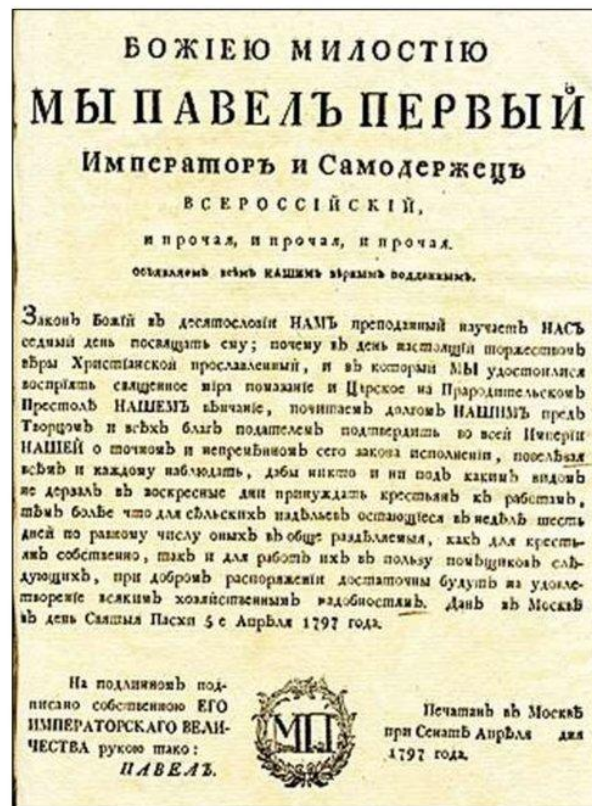 БОЖІЕЮ МИЛОСТІЮ
МЫ ПАВЕЛЪ ПЕРВЫЙ
Императоръ и Самодержецъ
ВСЕРОССІЙСКІЙ,
и прочая, и прочая, и прочая.
Объявляемъ всѣмъ НАШИМЪ вѣрнымъ подданнымъ.
Законъ Божій въ десятословіи НАМЪ преподанный научаетъ НАСЪ
седмый день посвящать ему; почему въ день настоящій торжествомъ
вѣры Христіанской прославленный, и въ который МЫ удостоилися
воспріять священное мѵра помазаніе и Царское на Прародительскомъ
Престолѣ НАШЕМЪ вѣнчаніе, почитаемъ долгомъ НАШИМЪ предъ
Творцомъ и всѣхъ благъ подателемъ подтвердить во всей Имперіи
НАШЕЙ о точномъ и непремѣнномъ сего закона исполненіи, повелѣвая
всѣмъ и каждому наблюдать, дабы никто и ни подъ какимъ видомъ
не дерзалъ въ воскресные дни принуждать крестьянъ къ работамъ,
тѣмъ болѣе что для сѣльскихъ издѣльевъ остающіеся въ недѣлѣ шесть
дней по равному числу оныхъ въ обще раздѣляемыя, какъ для кресть-
янъ собственно, такъ и для работъ ихъ въ пользу помѣщиковъ слѣ-
дующихъ, при добромъ распоряженіи достаточны будутъ на удовле-
твореніе всякимъ хозяйственнымъ надобностямъ. Данъ въ Москвѣ
въ день Святыя Пасхи 5 е Апрѣля 1797 года.
На подлинномъ под-
писано собственною ЕГО
ИМПЕРАТОРСКАГО ВЕЛИ-
ЧЕСТВА рукою тако:
ПАВЕЛЪ.
МП
Печатанъ въ Москвѣ
при Сенатѣ Апрѣля дня
1797 года.